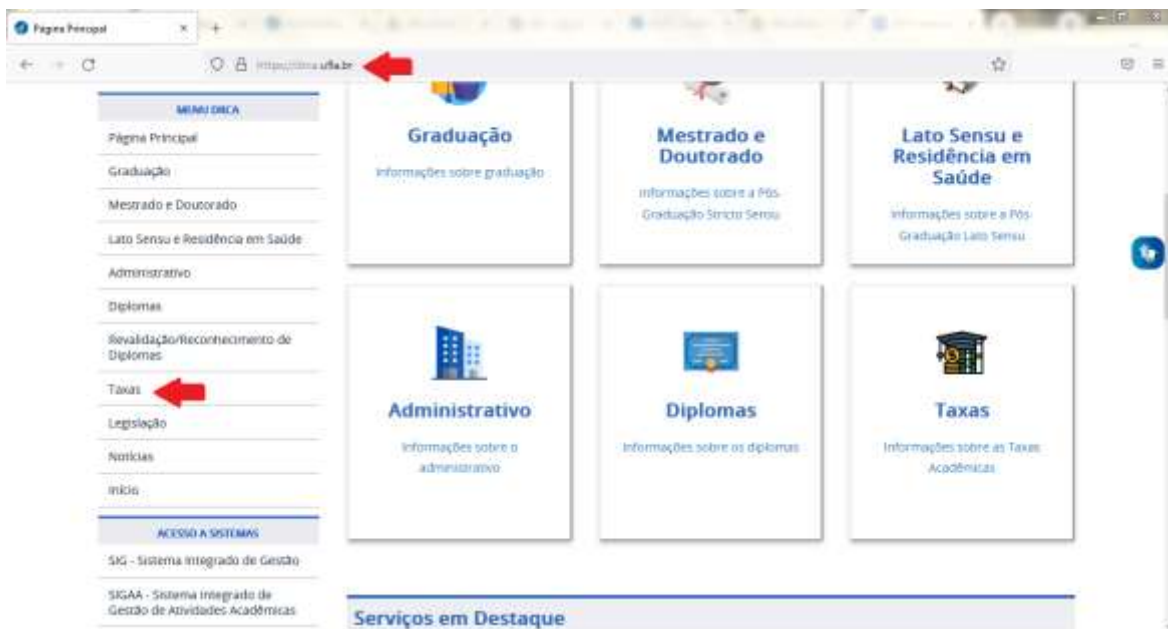 Página Principal
https://drca.ufla.br
MENU DRCA
Página Principal
Graduação
Mestrado e Doutorado
Lato Sensu e Residência em Saúde
Administrativo
Diplomas
Revalidação/Reconhecimento de
Diplomas
Taxas
Legislação
Notícias
Início
ACESSO A SISTEMAS
SIG - Sistema Integrado de Gestão
SIGAA - Sistema Integrado de
Gestão de Atividades Acadêmicas
Graduação
Informações sobre graduação
Mestrado e
Doutorado
Informações sobre a Pós-
Graduação Stricto Sensu
Lato Sensu e
Residência em
Saúde
Informações sobre a Pós-
Graduação Lato Sensu
Administrativo
Informações sobre o
administrativo
Diplomas
Informações sobre os diplomas
Taxas
Informações sobre as Taxas
Acadêmicas
Serviços em Destaque